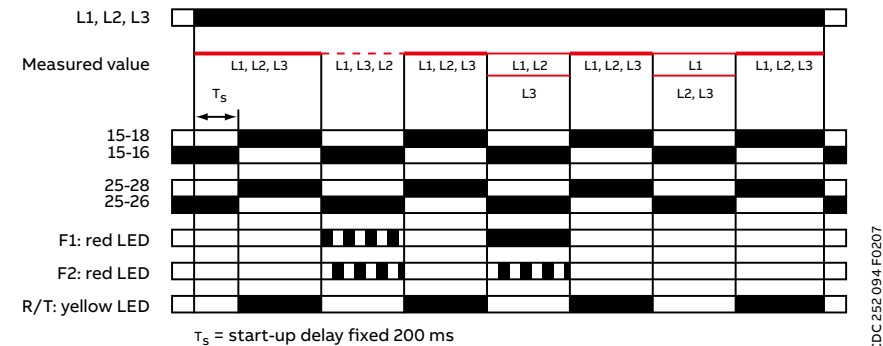 L1, L2, L3
Measured value
L1, L2, L3
L1, L3, L2
L1, L2, L3
L1, L2
L1, L2, L3
L1
L1, L2, L3
L3
L2, L3
TS
15-18
15-16
25-28
25-26
F1: red LED
F2: red LED
R/T: yellow LED
TS = start-up delay fixed 200 ms
2CDC 252 094 F0207